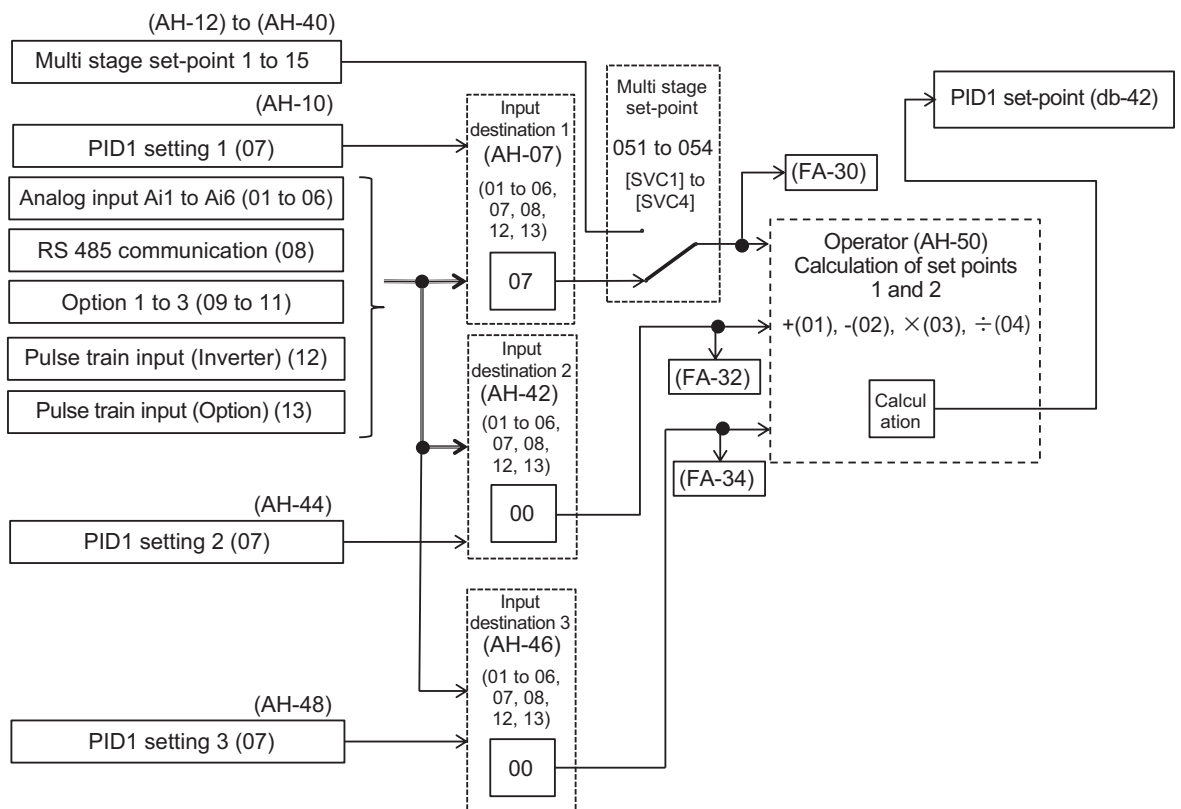 (AH-12) to (AH-40)
Multi stage set-point 1 to 15
(AH-10)
PID1 setting 1 (07)
Analog input Ai1 to Ai6 (01 to 06)
RS 485 communication (08)
Option 1 to 3 (09 to 11)
Pulse train input (Inverter) (12)
Pulse train input (Option) (13)
(AH-44)
PID1 setting 2 (07)
(AH-48)
PID1 setting 3 (07)
Input
destination 1
(AH-07)
(01 to 06,
07, 08,
12, 13)
07
Input
destination 2
(AH-42)
(01 to 06,
07, 08,
12, 13)
00
Input
destination 3
(AH-46)
(01 to 06,
07, 08,
12, 13)
00
Multi stage
set-point
051 to 054
[SVC1] to
[SVC4]
(FA-30)
(FA-32)
(FA-34)
PID1 set-point (db-42)
Operator (AH-50)
Calculation of set points
1 and 2
+(01), -(02), ×(03), ÷(04)
Calcul
ation